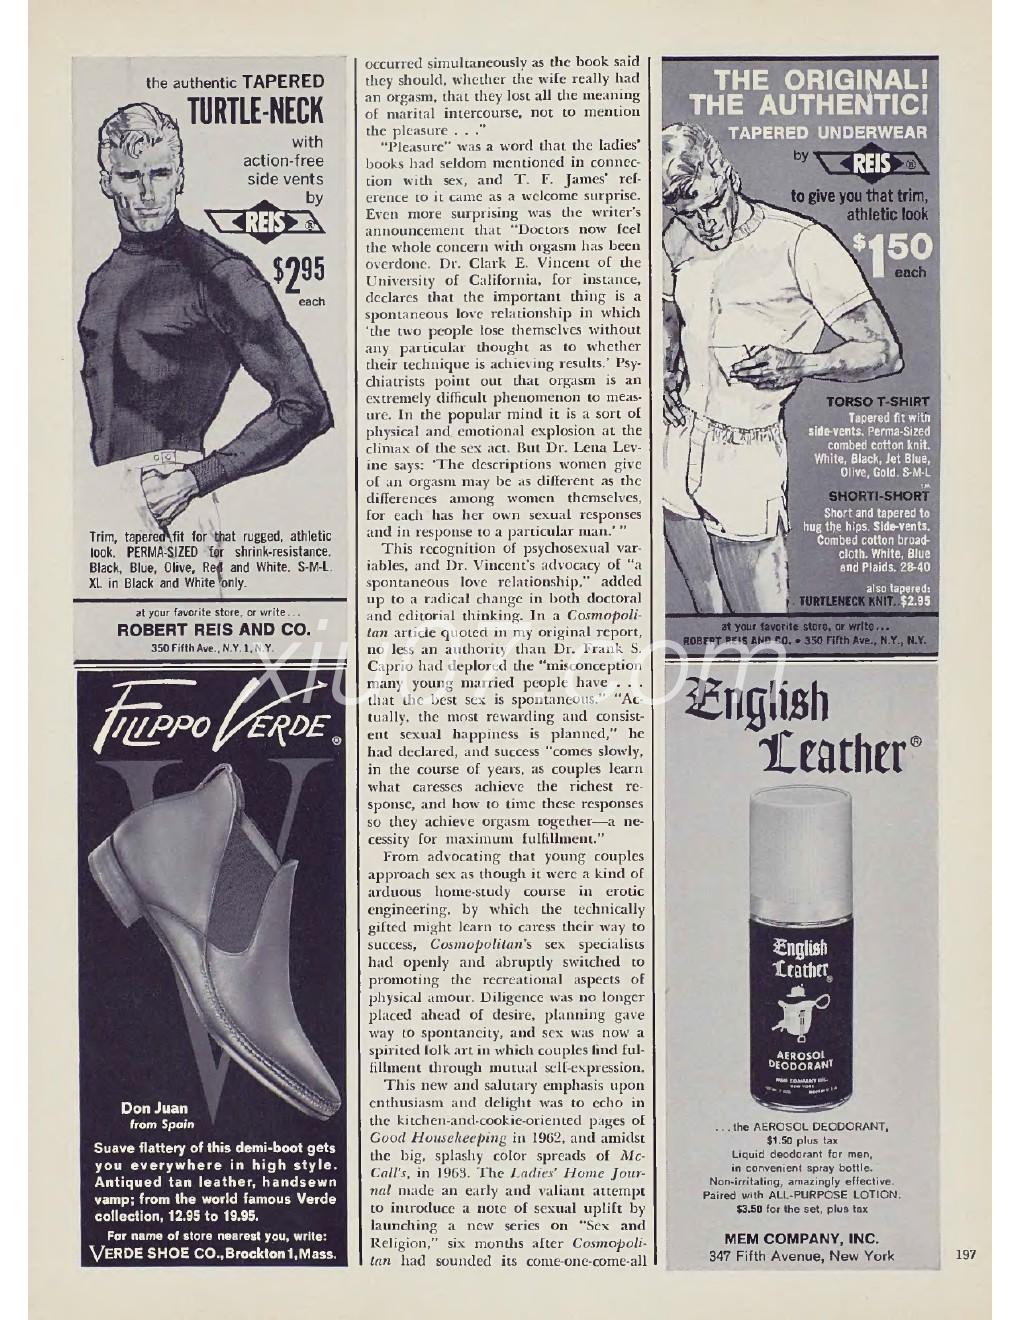 the authentic TAPERED
TURTLE-NECK
with
action-free
side vents
by
REIS®
$2.95
each
Trim, tapered fit for that rugged, athletic
look. PERMA-SIZED for shrink-resistance.
Black, Blue, Olive, Red and White. S-M-L.
XL in Black and White only.
at your favorite store, or write...
ROBERT REIS AND CO.
350 Fifth Ave., N.Y. 1, N.Y.
FILIPPO VERDE®
Don Juan
from Spain
Suave flattery of this demi-boot gets
you everywhere in high style.
Antiqued tan leather, handsewn
vamp; from the world famous Verde
collection, 12.95 to 19.95.
For name of store nearest you, write:
VERDE SHOE CO., Brockton 1, Mass.
occurred simultaneously as the book said
they should, whether the wife really had
an orgasm, that they lost all the meaning
of marital intercourse, not to mention
the pleasure . . ."
"Pleasure" was a word that the ladies'
books had seldom mentioned in connec-
tion with sex, and T. F. James' ref-
erence to it came as a welcome surprise.
Even more surprising was the writer's
announcement that "Doctors now feel
the whole concern with orgasm has been
overdone. Dr. Clark E. Vincent of the
University of California, for instance,
declares that the important thing is a
spontaneous love relationship in which
'the two people lose themselves without
any particular thought as to whether
their technique is achieving results.' Psy-
chiatrists point out that orgasm is an
extremely difficult phenomenon to meas-
ure. In the popular mind it is a sort of
physical and emotional explosion at the
climax of the sex act. But Dr. Lena Lev-
ine says: 'The descriptions women give
of an orgasm may be as different as the
differences among women themselves,
for each has her own sexual responses
and in response to a particular man.' "
This recognition of psychosexual var-
iables, and Dr. Vincent's advocacy of "a
spontaneous love relationship," added
up to a radical change in both doctoral
and editorial thinking. In a Cosmopoli-
tan article quoted in my original report,
no less an authority than Dr. Frank S.
Caprio had deplored the "misconception
many young married people have . . .
that the best sex is spontaneous." "Ac-
tually, the most rewarding and consist-
ent sexual happiness is planned," he
had declared, and success "comes slowly,
in the course of years, as couples learn
what caresses achieve the richest re-
sponse, and how to time these responses
so they achieve orgasm together—a ne-
cessity for maximum fulfillment."
From advocating that young couples
approach sex as though it were a kind of
arduous home-study course in erotic
engineering, by which the technically
gifted might learn to caress their way to
success, Cosmopolitan's sex specialists
had openly and abruptly switched to
promoting the recreational aspects of
physical amour. Diligence was no longer
placed ahead of desire, planning gave
way to spontaneity, and sex was now a
spirited folk art in which couples find ful-
fillment through mutual self-expression.
This new and salutary emphasis upon
enthusiasm and delight was to echo in
the kitchen-and-cookie-oriented pages of
Good Housekeeping in 1962, and amidst
the big, splashy color spreads of Mc-
Call's, in 1963. The Ladies' Home Jour-
nal made an early and valiant attempt
to introduce a note of sexual uplift by
launching a new series on "Sex and
Religion," six months after Cosmopoli-
tan had sounded its come-one-come-all
THE ORIGINAL!
THE AUTHENTIC!
TAPERED UNDERWEAR
by REIS®
to give you that trim,
athletic look
$1.50
each
TORSO T-SHIRT
Tapered fit with
side-vents. Perma-Sized
combed cotton knit.
White, Black, Jet Blue,
Olive, Gold. S-M-L
SHORTI-SHORT™
Short and tapered to
hug the hips. Side-vents.
Combed cotton broad-
cloth. White, Blue
and Plaids. 28-40
also tapered:
TURTLENECK KNIT..$2.95
at your favorite store, or write...
ROBERT REIS AND CO. • 350 Fifth Ave., N.Y., N.Y.
English
Leather®
English
Leather®
AEROSOL
DEODORANT
MEM COMPANY INC.
. . . the AEROSOL DEODORANT,
$1.50 plus tax
Liquid deodorant for men,
in convenient spray bottle.
Non-irritating, amazingly effective.
Paired with ALL-PURPOSE LOTION.
$3.50 for the set, plus tax
MEM COMPANY, INC.
347 Fifth Avenue, New York
197